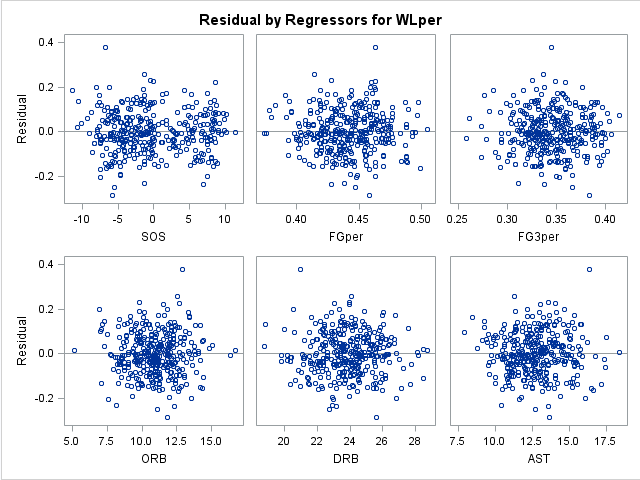 Residual by Regressors for WLper
0.4
0.2
0.0
-0.2
Residual
-10 -5 0 5 10
0.40 0.45 0.50
0.25 0.30 0.35 0.40
SOS
FGper
FG3per
0.4
0.2
0.0
-0.2
Residual
5.0 7.5 10.0 12.5 15.0
20 22 24 26 28
7.5 10.0 12.5 15.0 17.5
ORB
DRB
AST